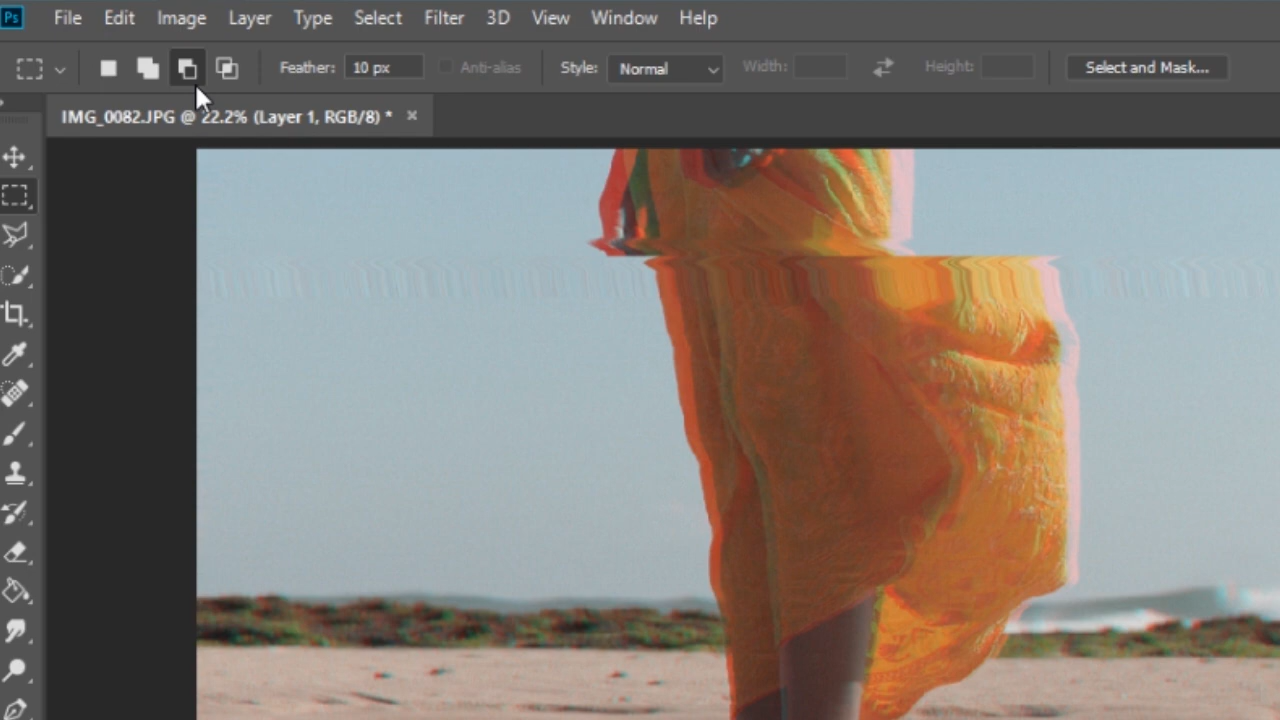 Ps File Edit Image Layer Type Select Filter 3D View Window Help
Feather: 10 px Anti-alias Style: Normal Width: Height: Select and Mask...
IMG_0082.JPG @ 22.2% (Layer 1, RGB/8) * ×